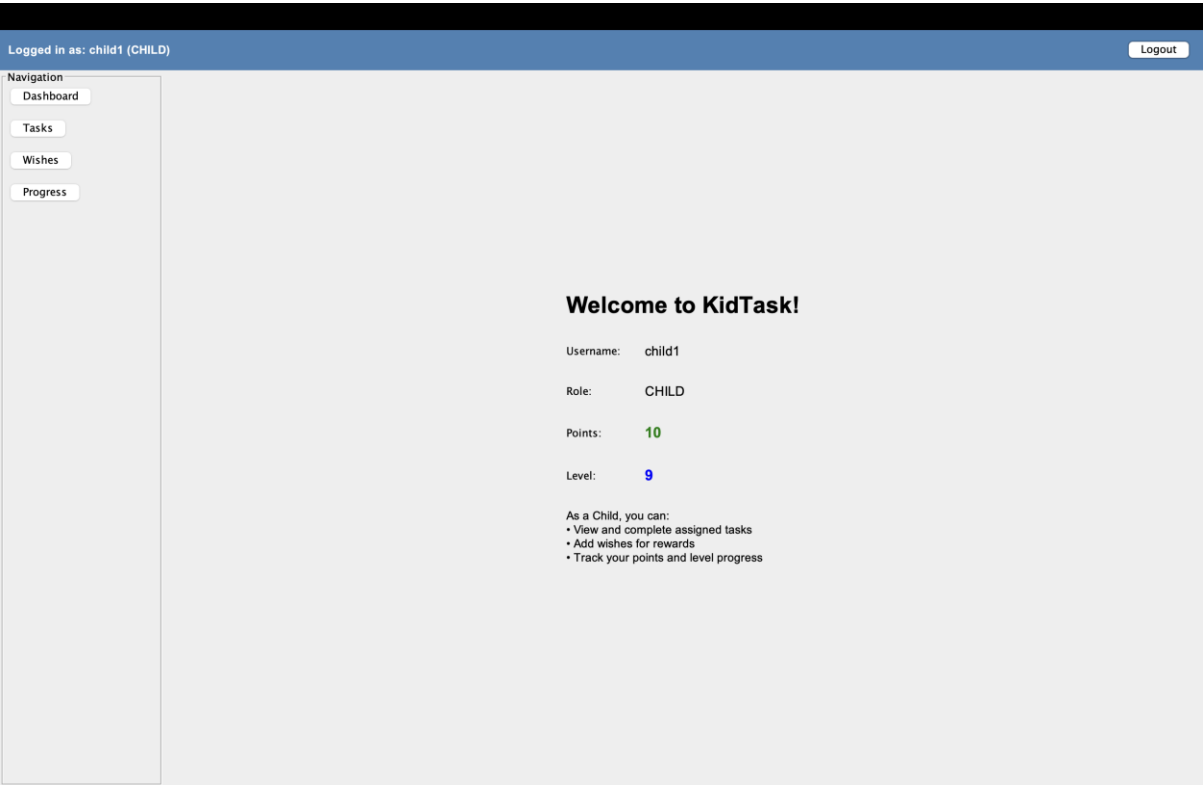 Logged in as: child1 (CHILD)
Logout
Navigation
Dashboard
Tasks
Wishes
Progress
Welcome to KidTask!
Username: child1
Role: CHILD
Points: 10
Level: 9
As a Child, you can:
• View and complete assigned tasks
• Add wishes for rewards
• Track your points and level progress